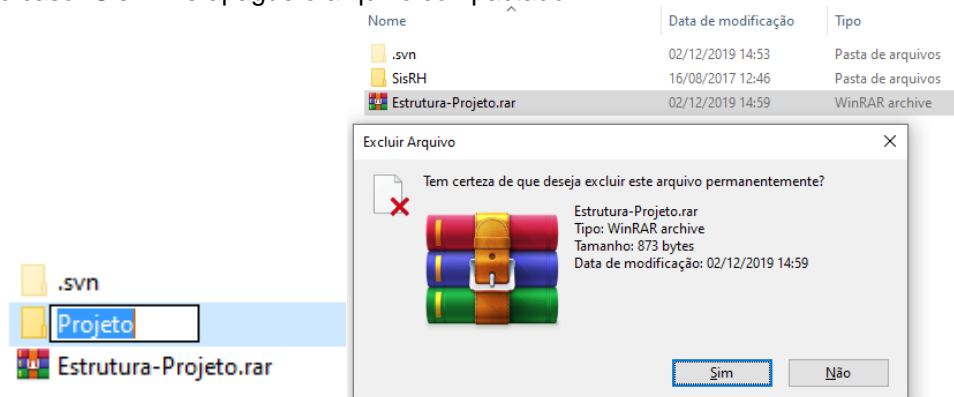 Nome Data de modificação Tipo
.svn 02/12/2019 14:53 Pasta de arquivos
SisRH 16/08/2017 12:46 Pasta de arquivos
Estrutura-Projeto.rar 02/12/2019 14:59 WinRAR archive
Excluir Arquivo
Tem certeza de que deseja excluir este arquivo permanentemente?
Estrutura-Projeto.rar
Tipo: WinRAR archive
Tamanho: 873 bytes
Data de modificação: 02/12/2019 14:59
Sim Não
.svn
Projeto
Estrutura-Projeto.rar